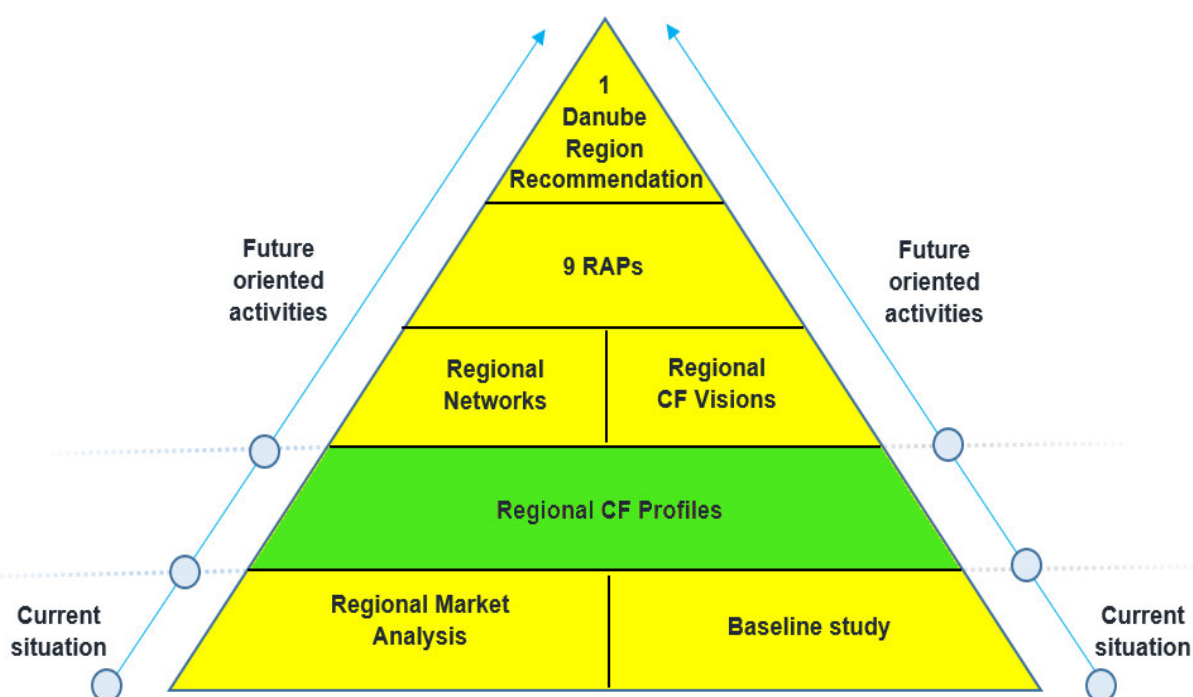 1
Danube
Region
Recommendation
Future
oriented
activities
9 RAPs
Future
oriented
activities
Regional
Networks
Regional
CF Visions
Regional CF Profiles
Current
situation
Regional Market
Analysis
Baseline study
Current
situation